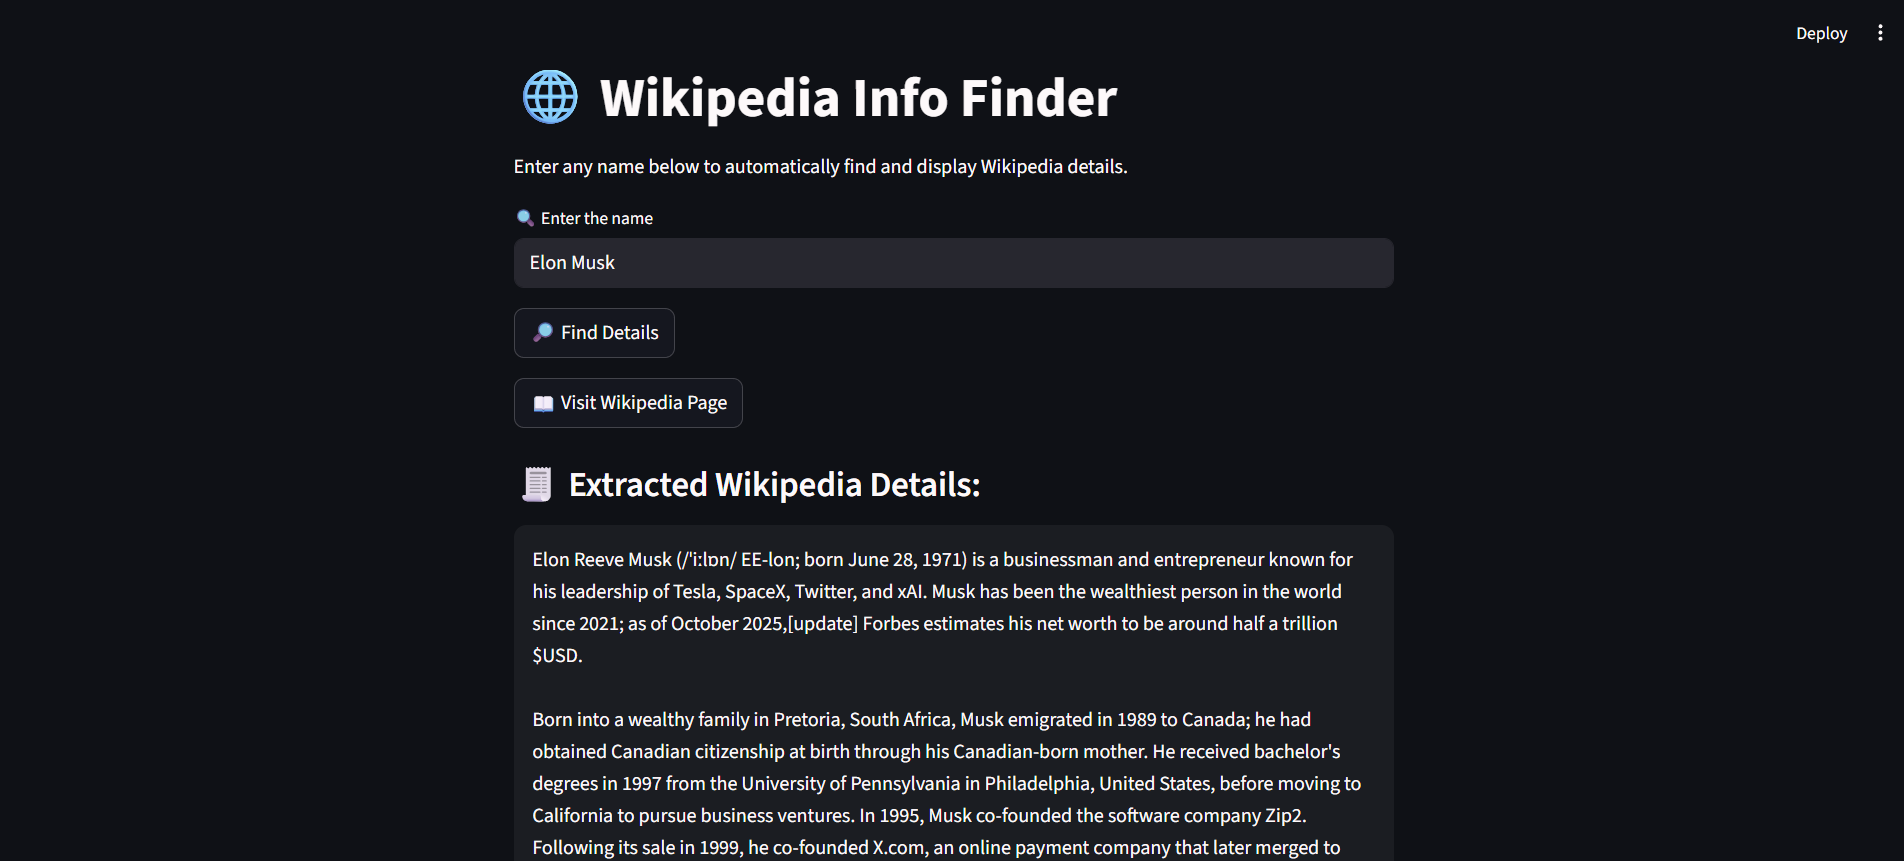 Deploy
Wikipedia Info Finder
Enter any name below to automatically find and display Wikipedia details.
Enter the name
Elon Musk
Find Details
Visit Wikipedia Page
Extracted Wikipedia Details:
Elon Reeve Musk (/ˈiːlɒn/ EE-lon; born June 28, 1971) is a businessman and entrepreneur known for
his leadership of Tesla, SpaceX, Twitter, and xAI. Musk has been the wealthiest person in the world
since 2021; as of October 2025,[update] Forbes estimates his net worth to be around half a trillion
$USD.
Born into a wealthy family in Pretoria, South Africa, Musk emigrated in 1989 to Canada; he had
obtained Canadian citizenship at birth through his Canadian-born mother. He received bachelor's
degrees in 1997 from the University of Pennsylvania in Philadelphia, United States, before moving to
California to pursue business ventures. In 1995, Musk co-founded the software company Zip2.
Following its sale in 1999, he co-founded X.com, an online payment company that later merged to